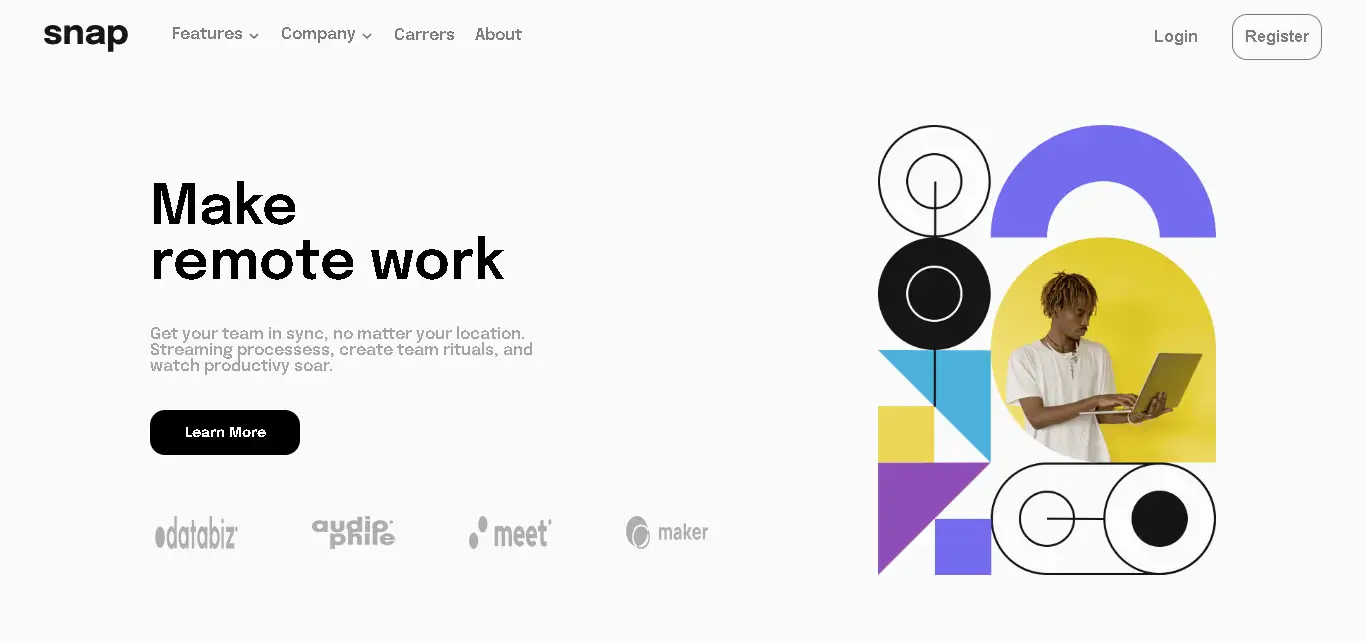 snap
Features
Company
Carrers
About
Login
Register
Make
remote work
Get your team in sync, no matter your location.
Streaming processess, create team rituals, and
watch productivy soar.
Learn More
databiz
audiophile
meet
maker